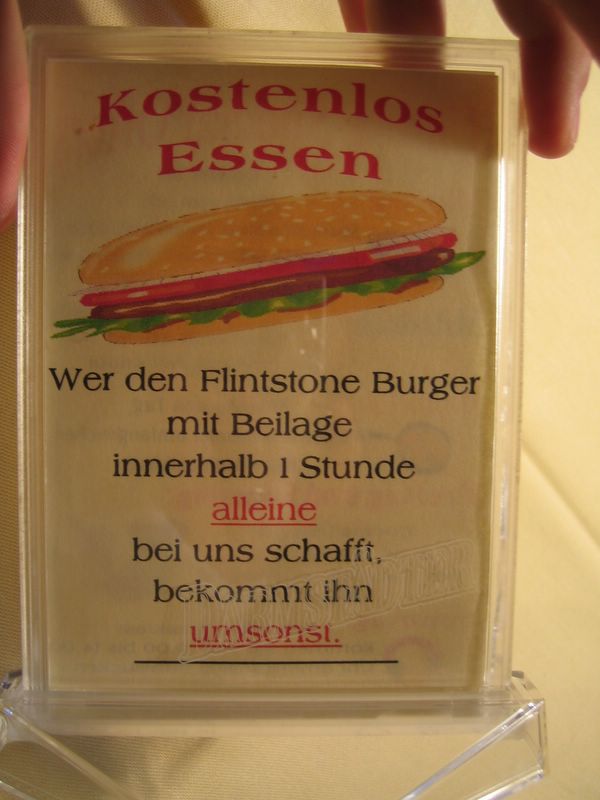 Kostenlos
Essen
Wer den Flintstone Burger
mit Beilage
innerhalb 1 Stunde
alleine
bei uns schafft,
bekommt ihn
umsonst.